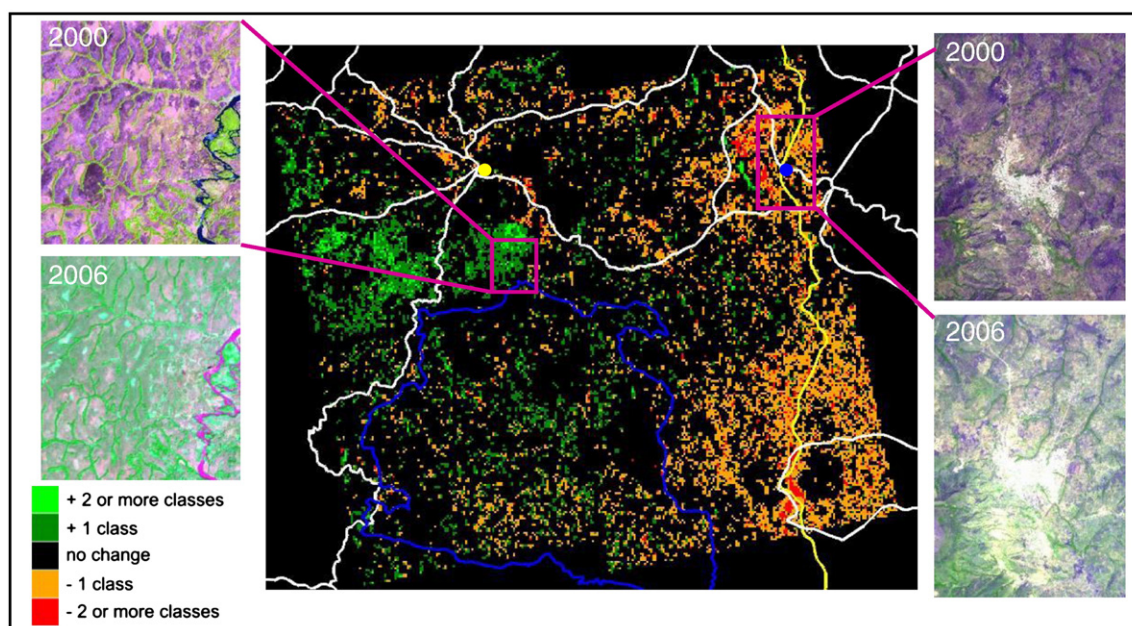 2000
2006
+ 2 or more classes
+ 1 class
no change
- 1 class
- 2 or more classes
2000
2006